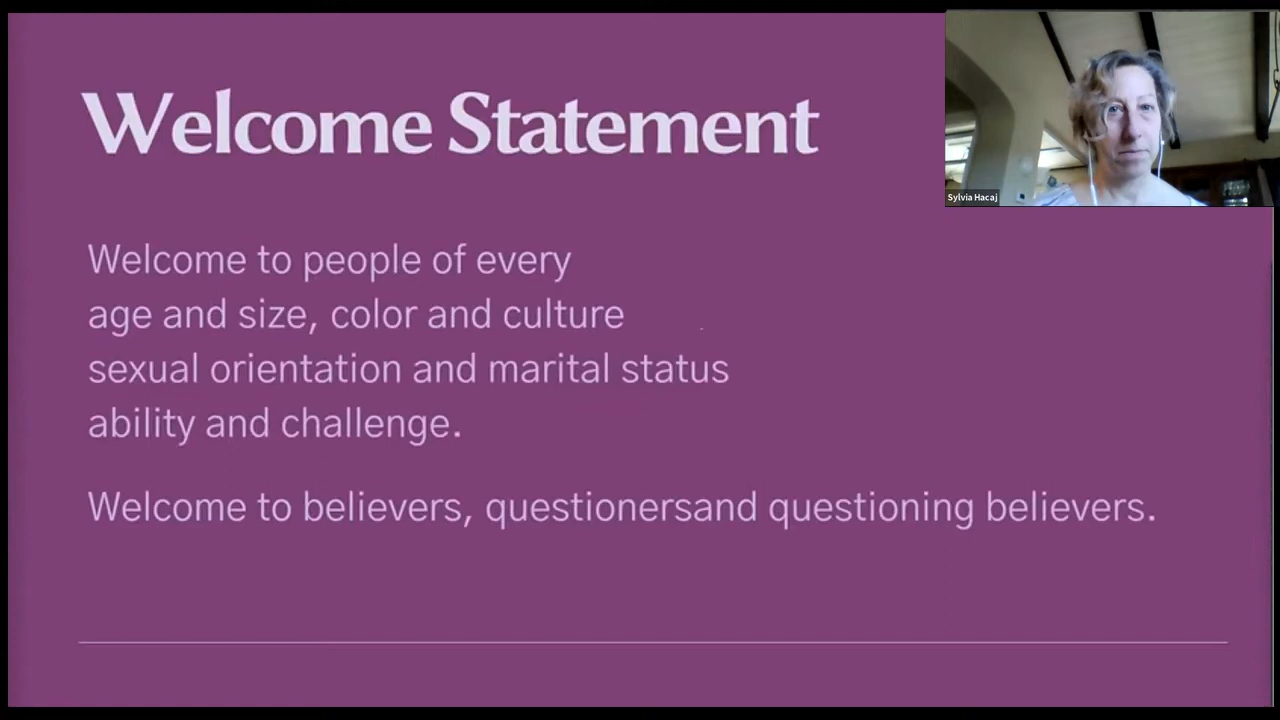 Welcome Statement
Sylvia Hacaj
Welcome to people of every
age and size, color and culture
sexual orientation and marital status
ability and challenge.
Welcome to believers, questionersand questioning believers.